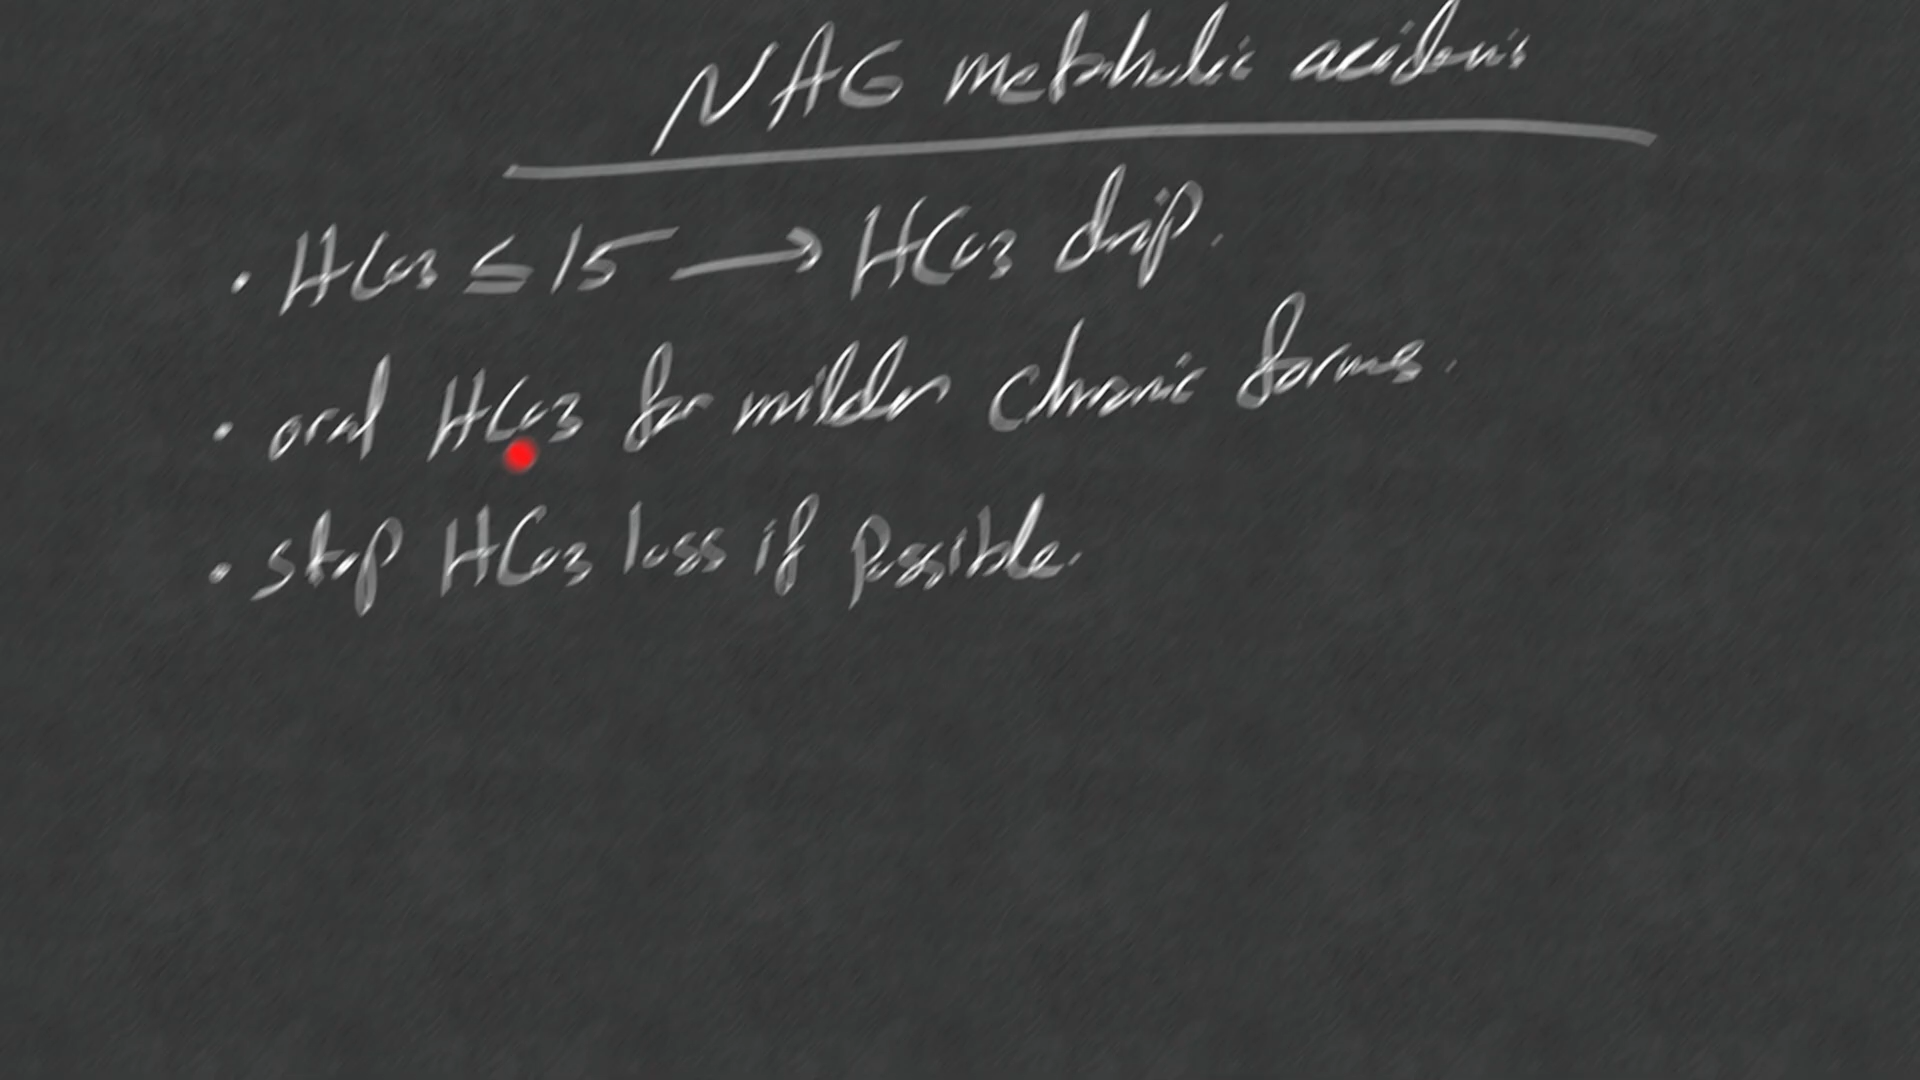 NAG metabolic acidosis
• HCO3 ≤ 15 → HCO3 drip.
• oral HCO3 for milder chronic forms.
• stop HCO3 loss if possible.